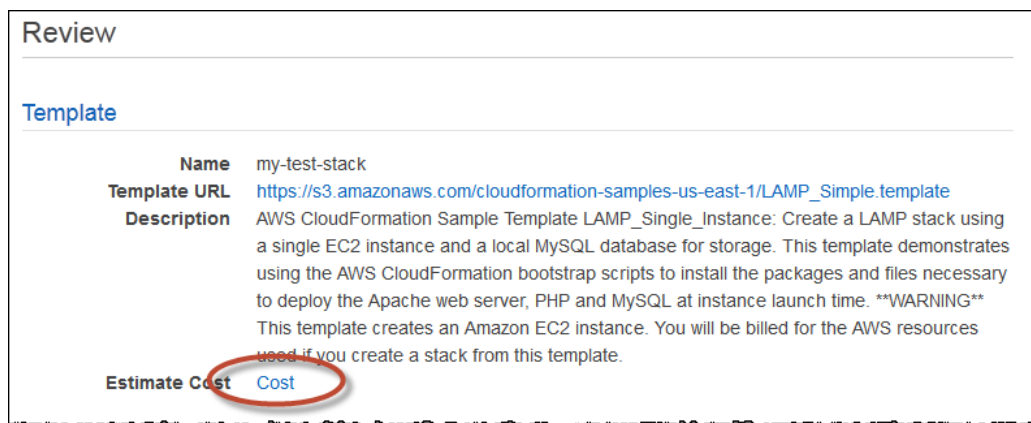 Review
Template
Name my-test-stack
Template URL https://s3.amazonaws.com/cloudformation-samples-us-east-1/LAMP_Simple.template
Description AWS CloudFormation Sample Template LAMP_Single_Instance: Create a LAMP stack using
a single EC2 instance and a local MySQL database for storage. This template demonstrates
using the AWS CloudFormation bootstrap scripts to install the packages and files necessary
to deploy the Apache web server, PHP and MySQL at instance launch time. **WARNING**
This template creates an Amazon EC2 instance. You will be billed for the AWS resources
used if you create a stack from this template.
Estimate Cost Cost